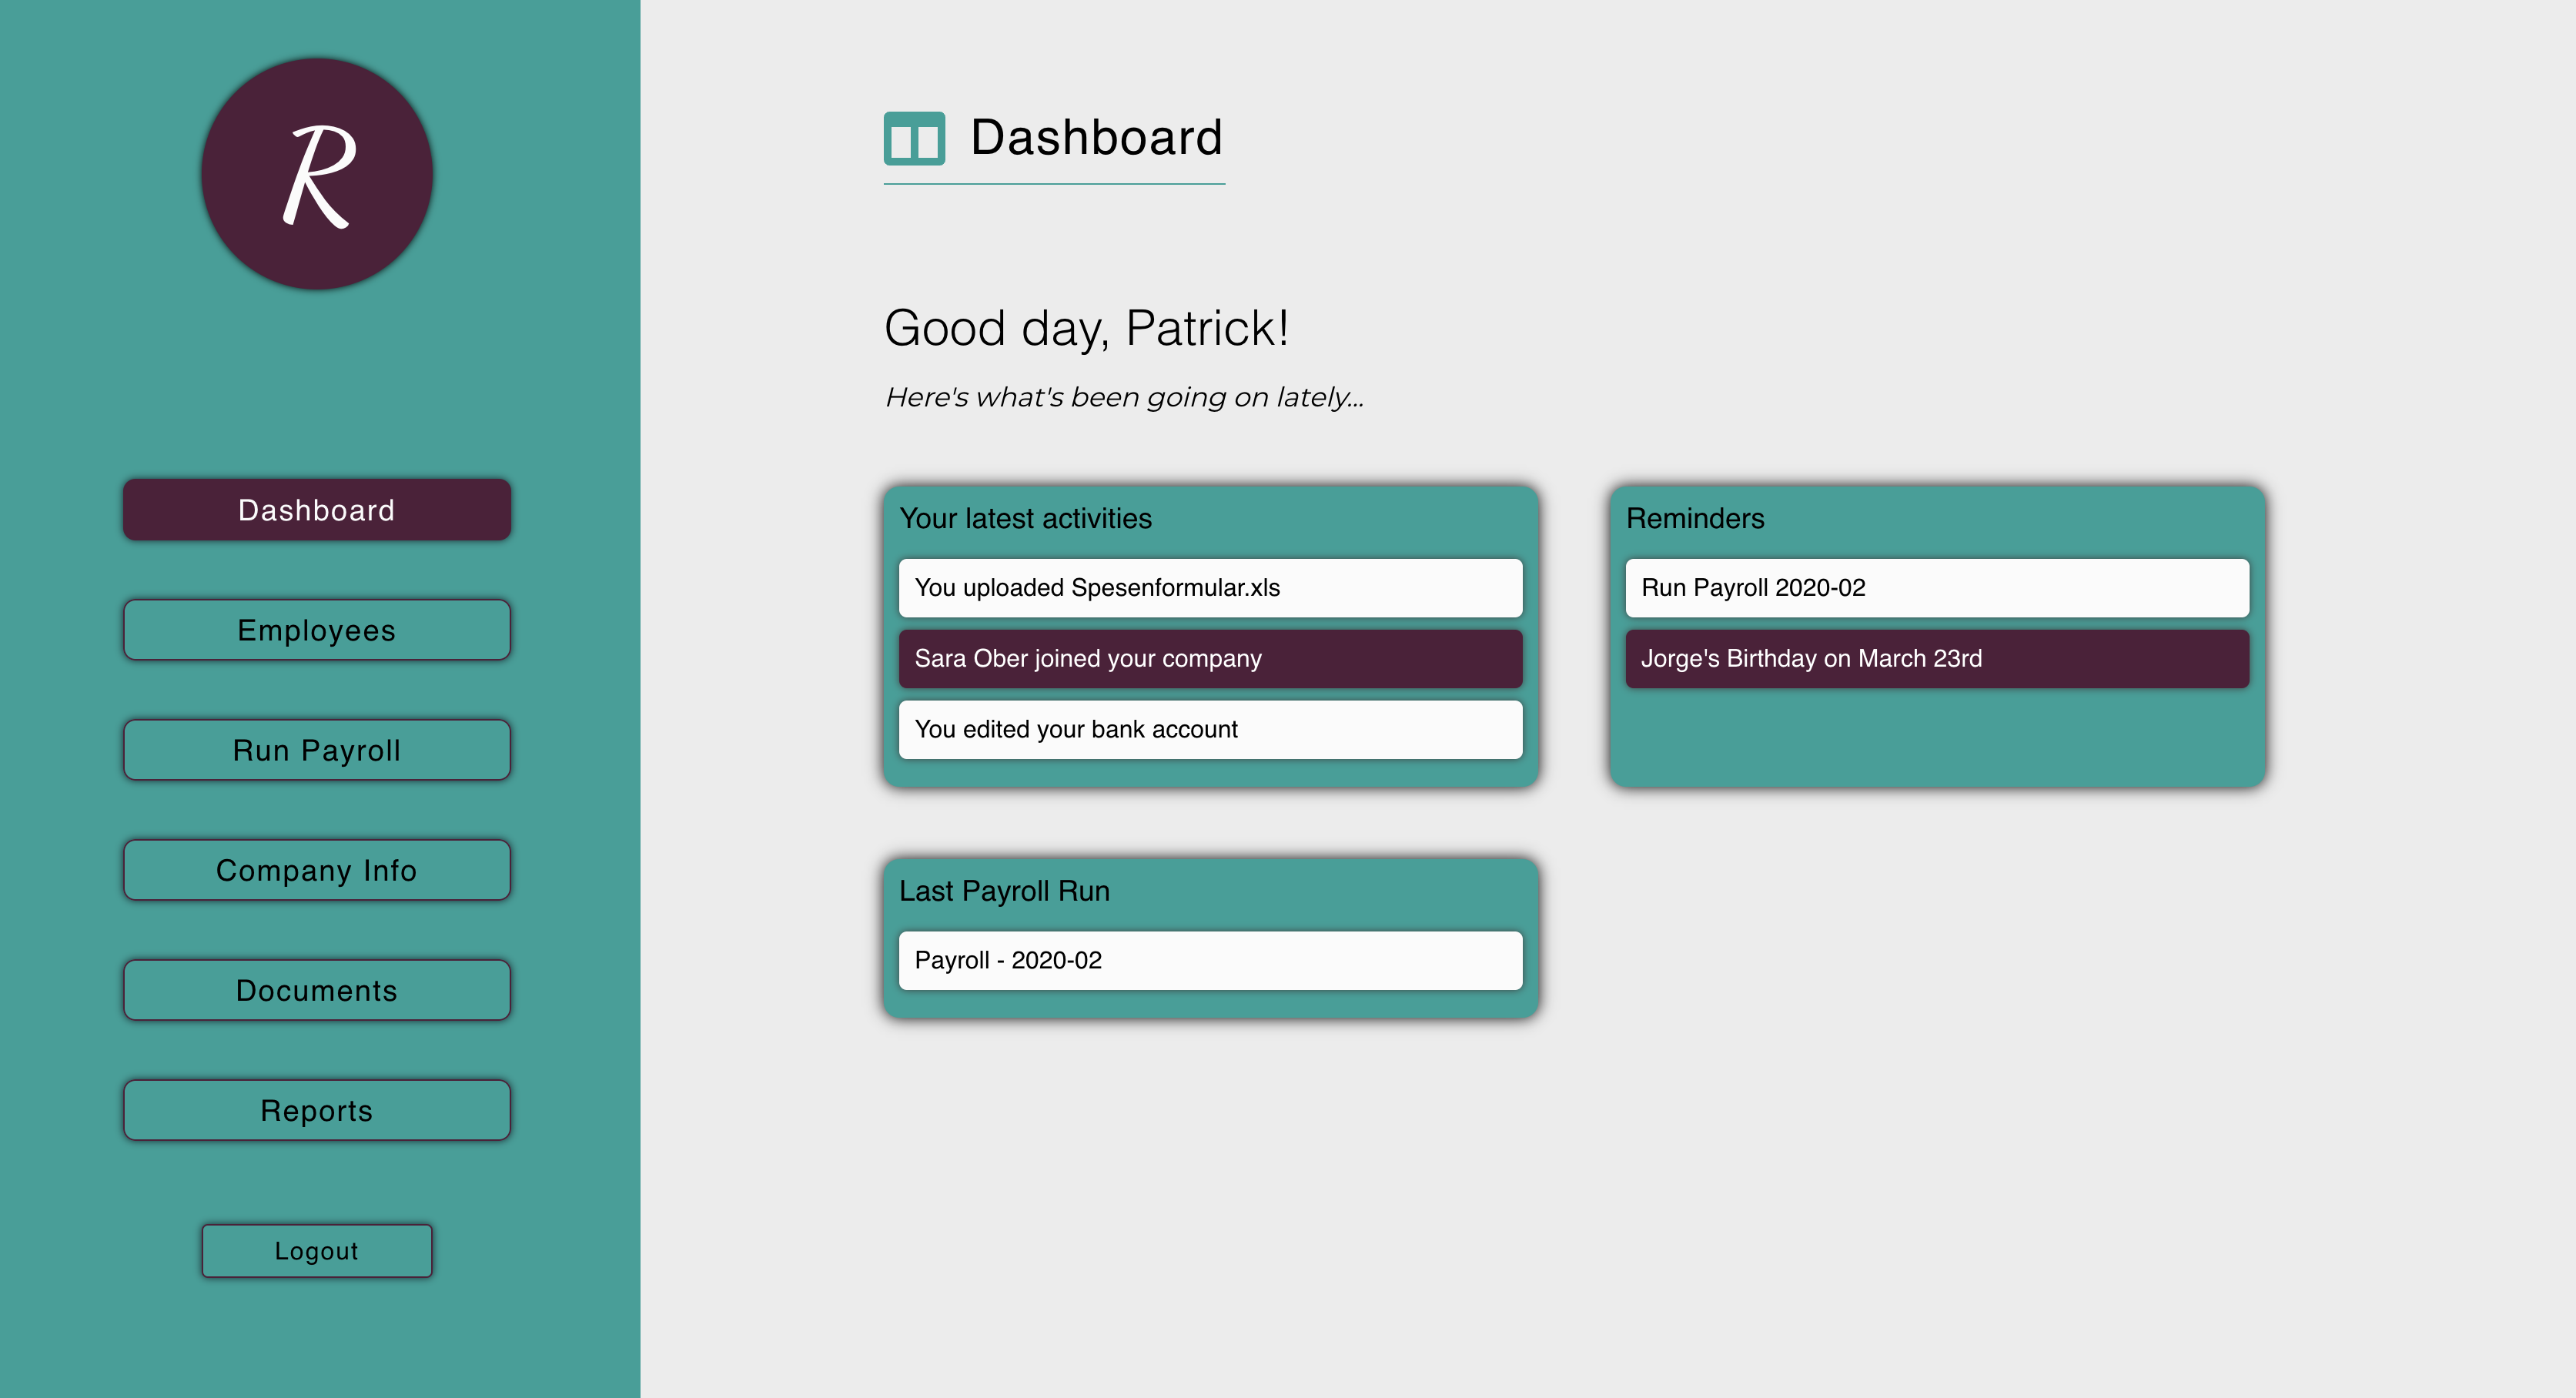 R
Dashboard
Employees
Run Payroll
Company Info
Documents
Reports
Logout
Dashboard
Good day, Patrick!
Here's what's been going on lately...
Your latest activities
You uploaded Spesenformular.xls
Sara Ober joined your company
You edited your bank account
Reminders
Run Payroll 2020-02
Jorge's Birthday on March 23rd
Last Payroll Run
Payroll - 2020-02